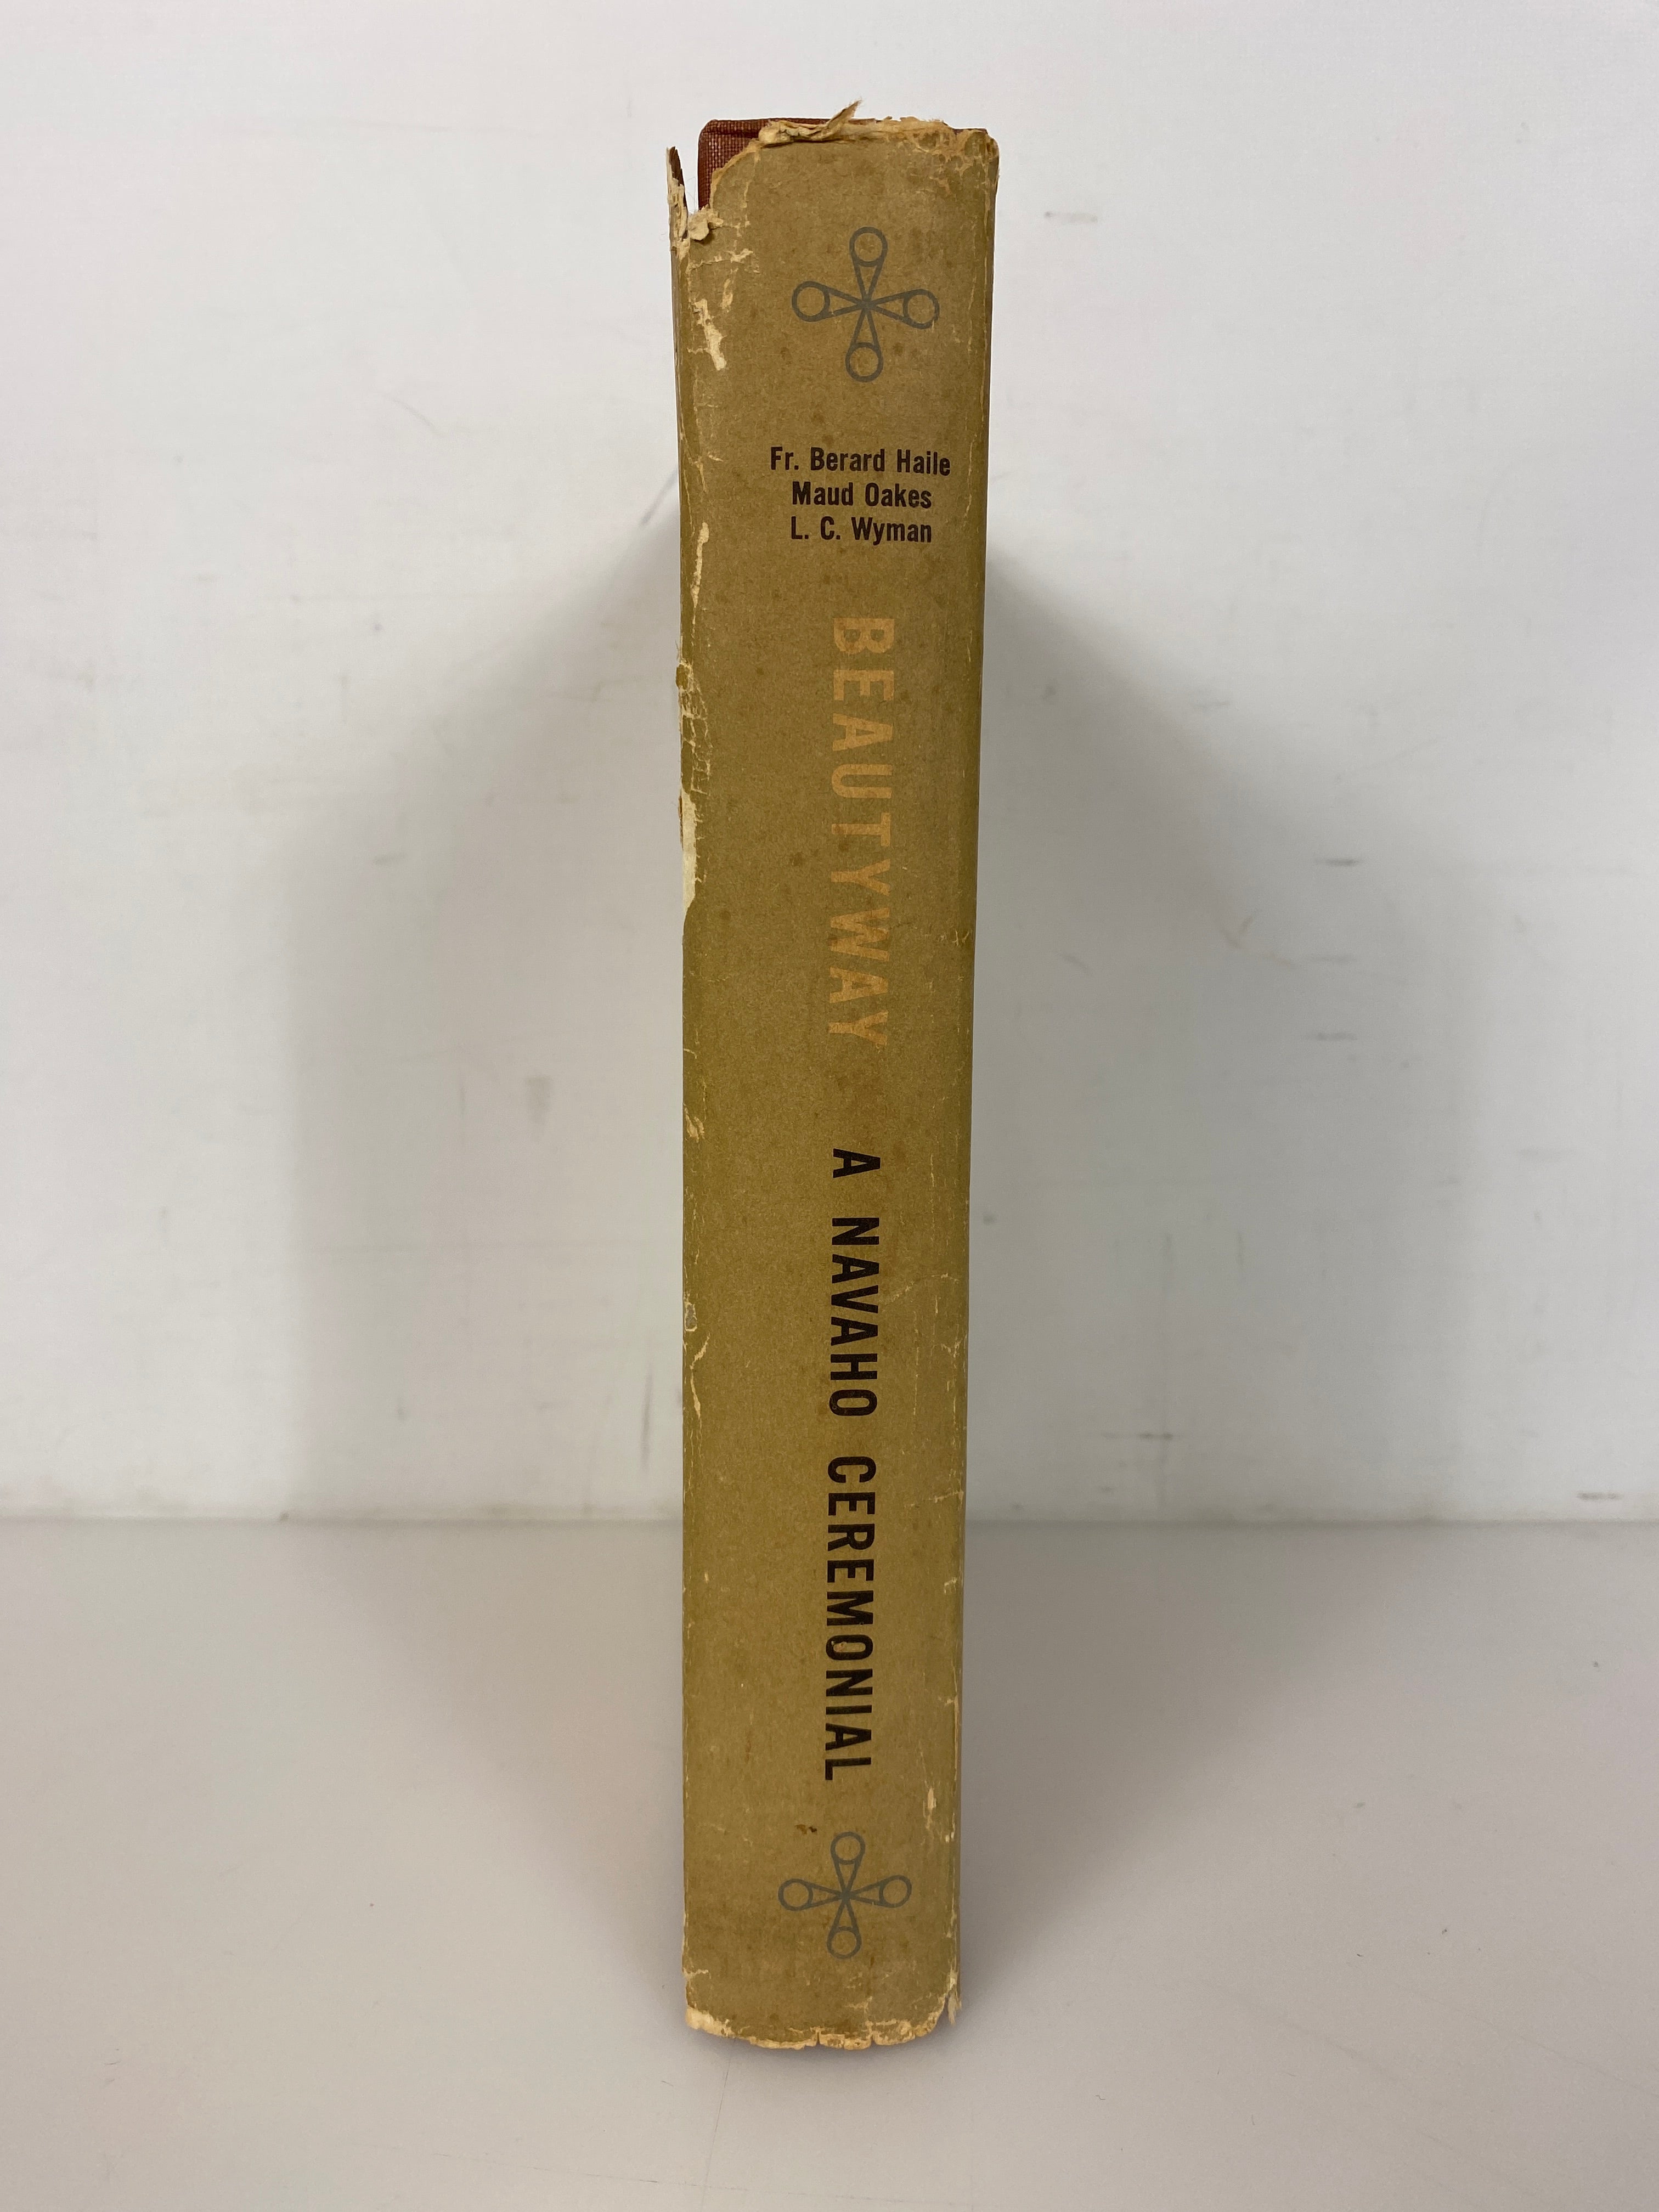 Fr. Berard Haile
Maud Oakes
L. C. Wyman
BEAUTYWAY A NAVAHO CEREMONIAL